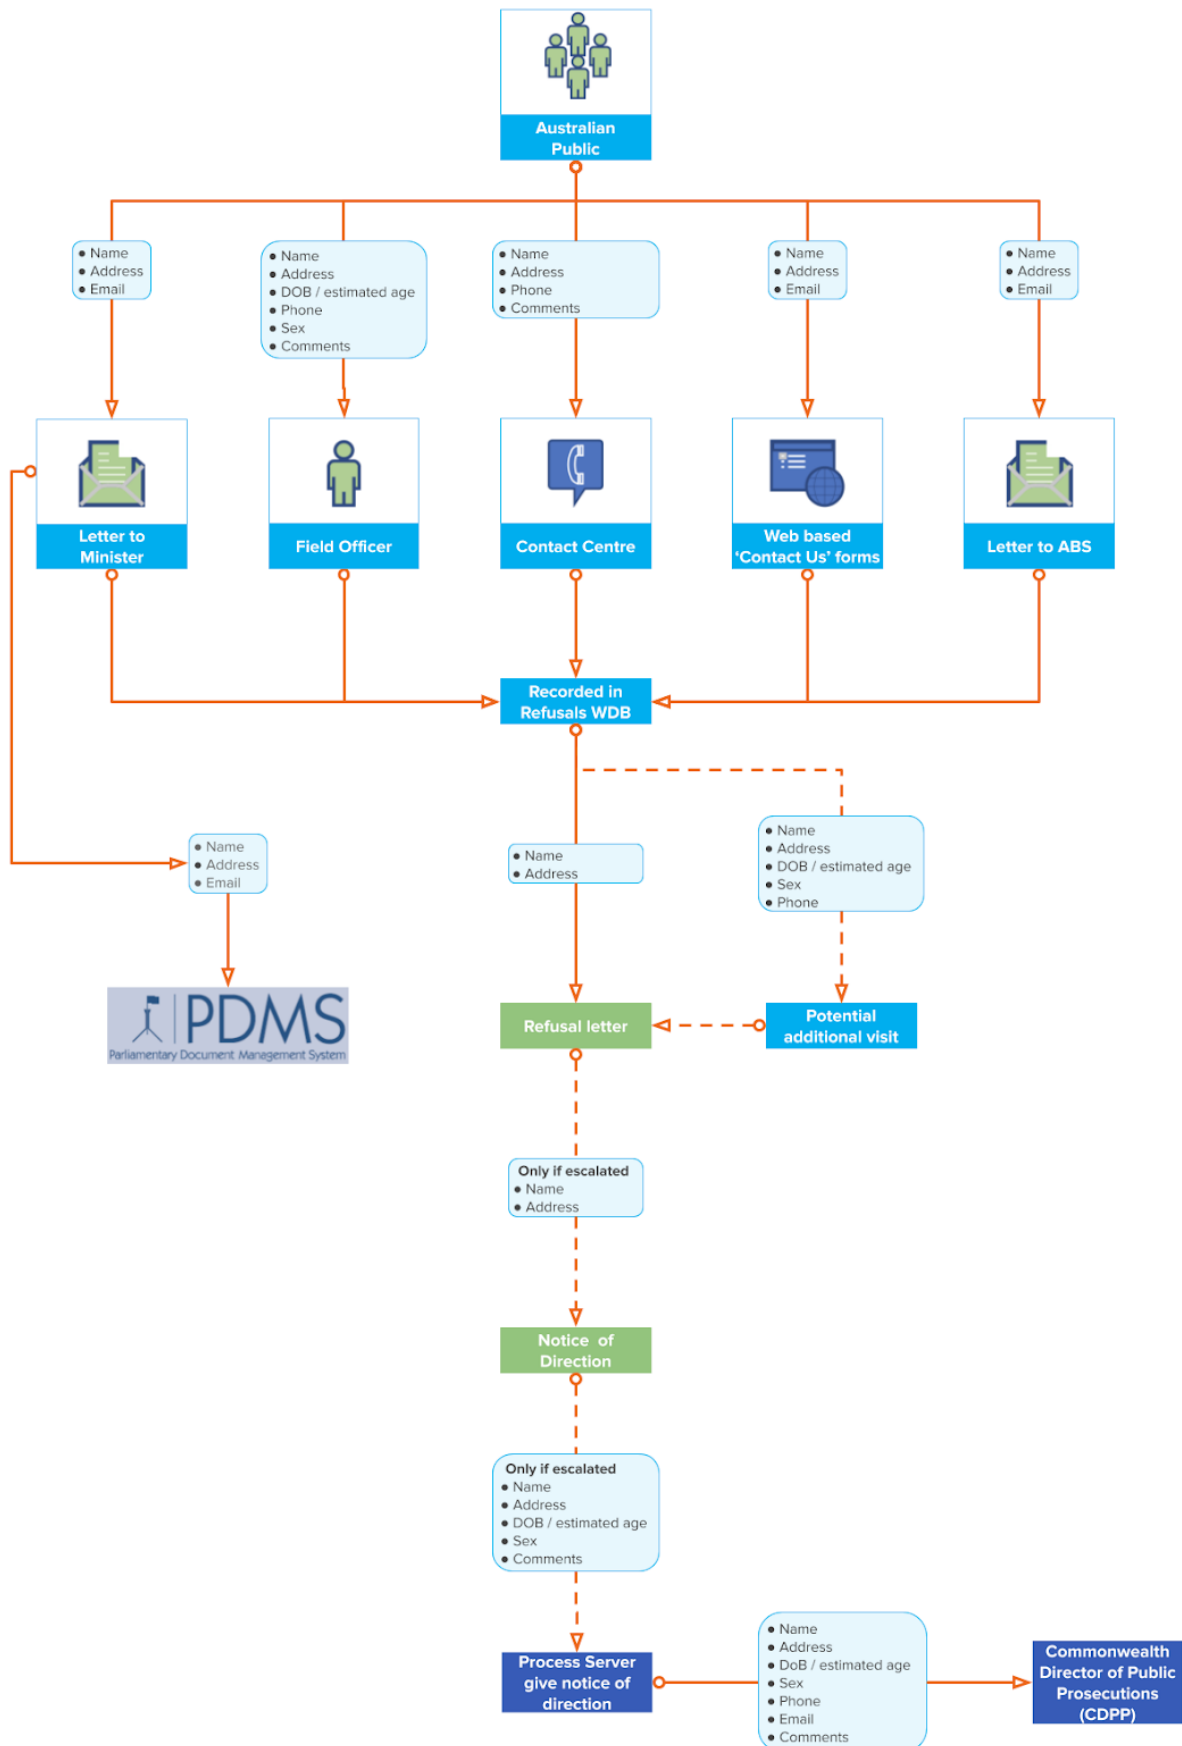 Australian
Public
● Name
● Address
● Email
● Name
● Address
● DOB / estimated age
● Phone
● Sex
● Comments
● Name
● Address
● Phone
● Comments
● Name
● Address
● Email
● Name
● Address
● Email
Letter to
Minister
Field Officer
Contact Centre
Web based
‘Contact Us’ forms
Letter to ABS
Recorded in
Refusals WDB
● Name
● Address
● Email
● Name
● Address
● Name
● Address
● DOB / estimated age
● Sex
● Phone
PDMS
Parliamentary Document Management System
Refusal letter
Potential
additional visit
Only if escalated
● Name
● Address
Notice of
Direction
Only if escalated
● Name
● Address
● DOB / estimated age
● Sex
● Comments
Process Server
give notice of
direction
● Name
● Address
● DoB / estimated age
● Sex
● Phone
● Email
● Comments
Commonwealth
Director of Public
Prosecutions
(CDPP)